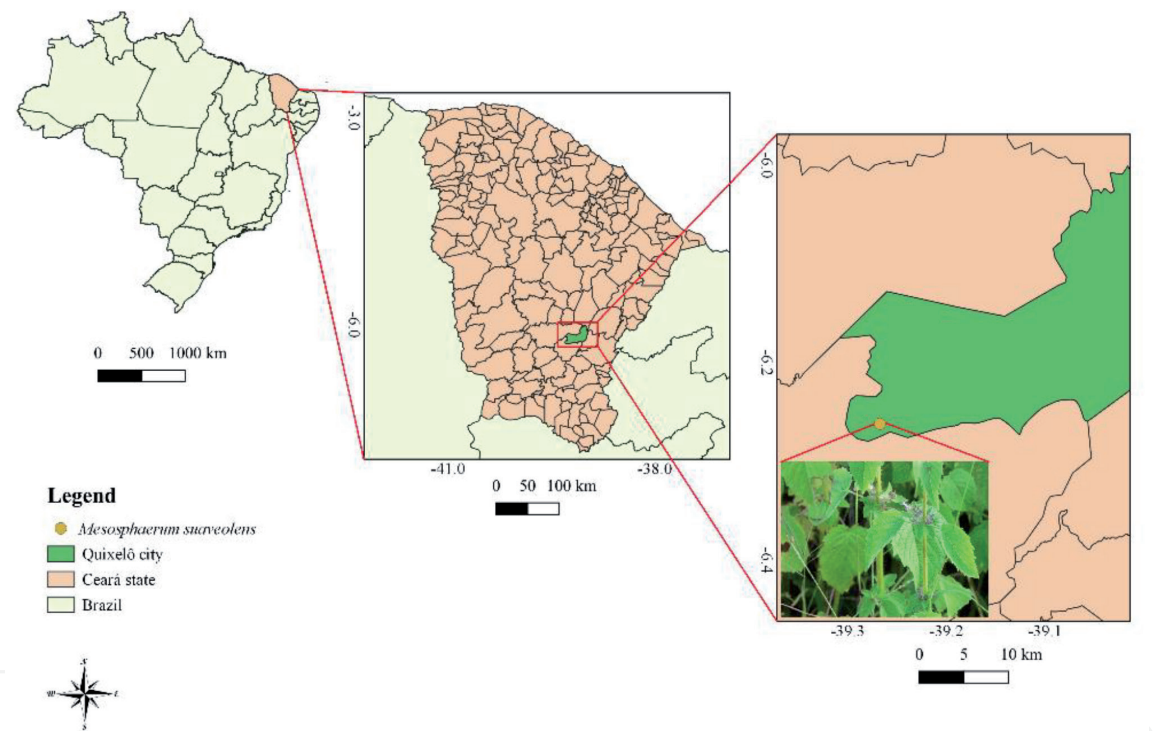 0 500 1000 km
-3.0
-6.0
-41.0 -38.0
0 50 100 km
-6.0
-6.2
-6.4
-39.3 -39.2 -39.1
0 5 10 km
Legend
Mesosphaerum suaveolens
Quixelô city
Ceará state
Brazil
W
S